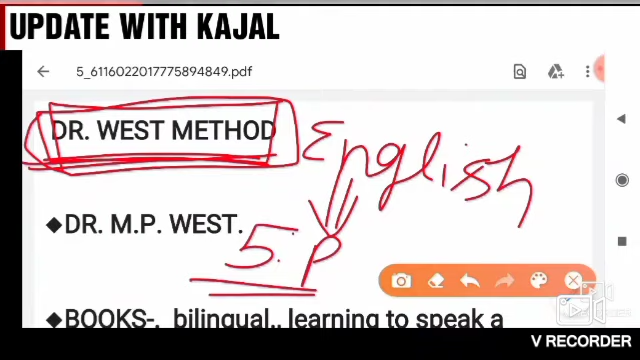 UPDATE WITH KAJAL
5_6116022017775894849.pdf
DR. WEST METHOD
English
◆DR. M.P. WEST.
5.P
◆BOOKS-. bilingual.. learning to speak a
V RECORDER